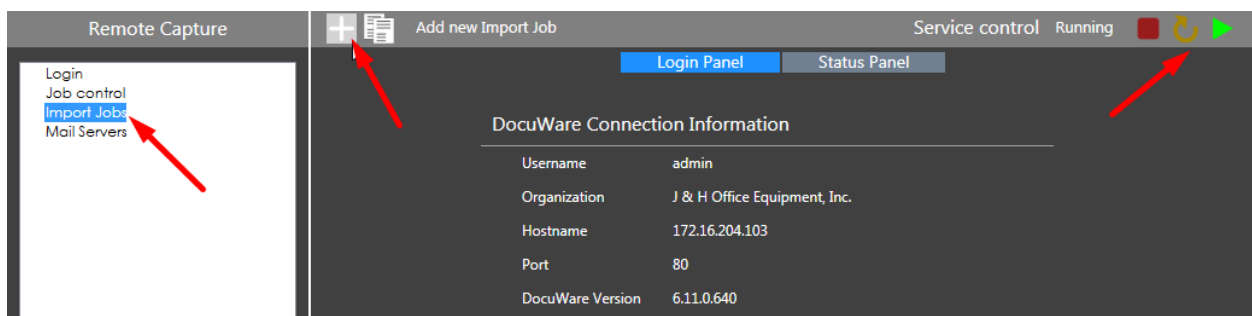 Remote Capture
Login
Job control
Import Jobs
Mail Servers
Add new Import Job
Service control Running
Login Panel Status Panel
DocuWare Connection Information
Username admin
Organization J & H Office Equipment, Inc.
Hostname 172.16.204.103
Port 80
DocuWare Version 6.11.0.640